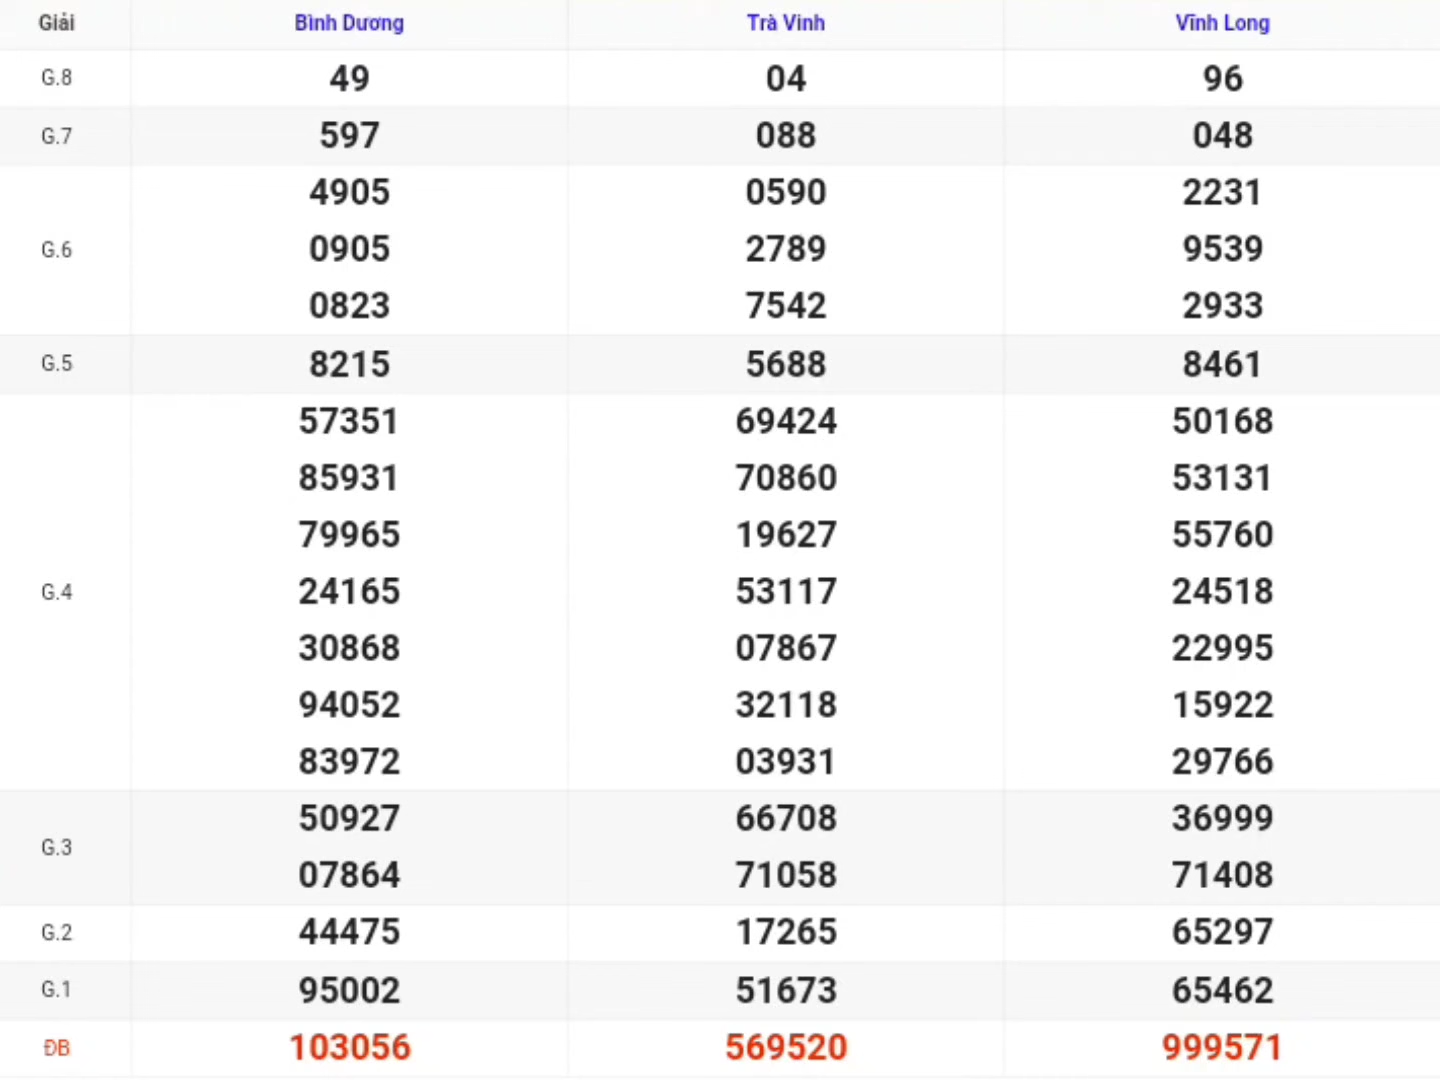 Giải Bình Dương Trà Vinh Vĩnh Long
G.8 49 04 96
G.7 597 088 048
4905 0590 2231
G.6 0905 2789 9539
0823 7542 2933
G.5 8215 5688 8461
57351 69424 50168
85931 70860 53131
79965 19627 55760
G.4 24165 53117 24518
30868 07867 22995
94052 32118 15922
83972 03931 29766
G.3 50927 66708 36999
07864 71058 71408
G.2 44475 17265 65297
G.1 95002 51673 65462
ĐB 103056 569520 999571